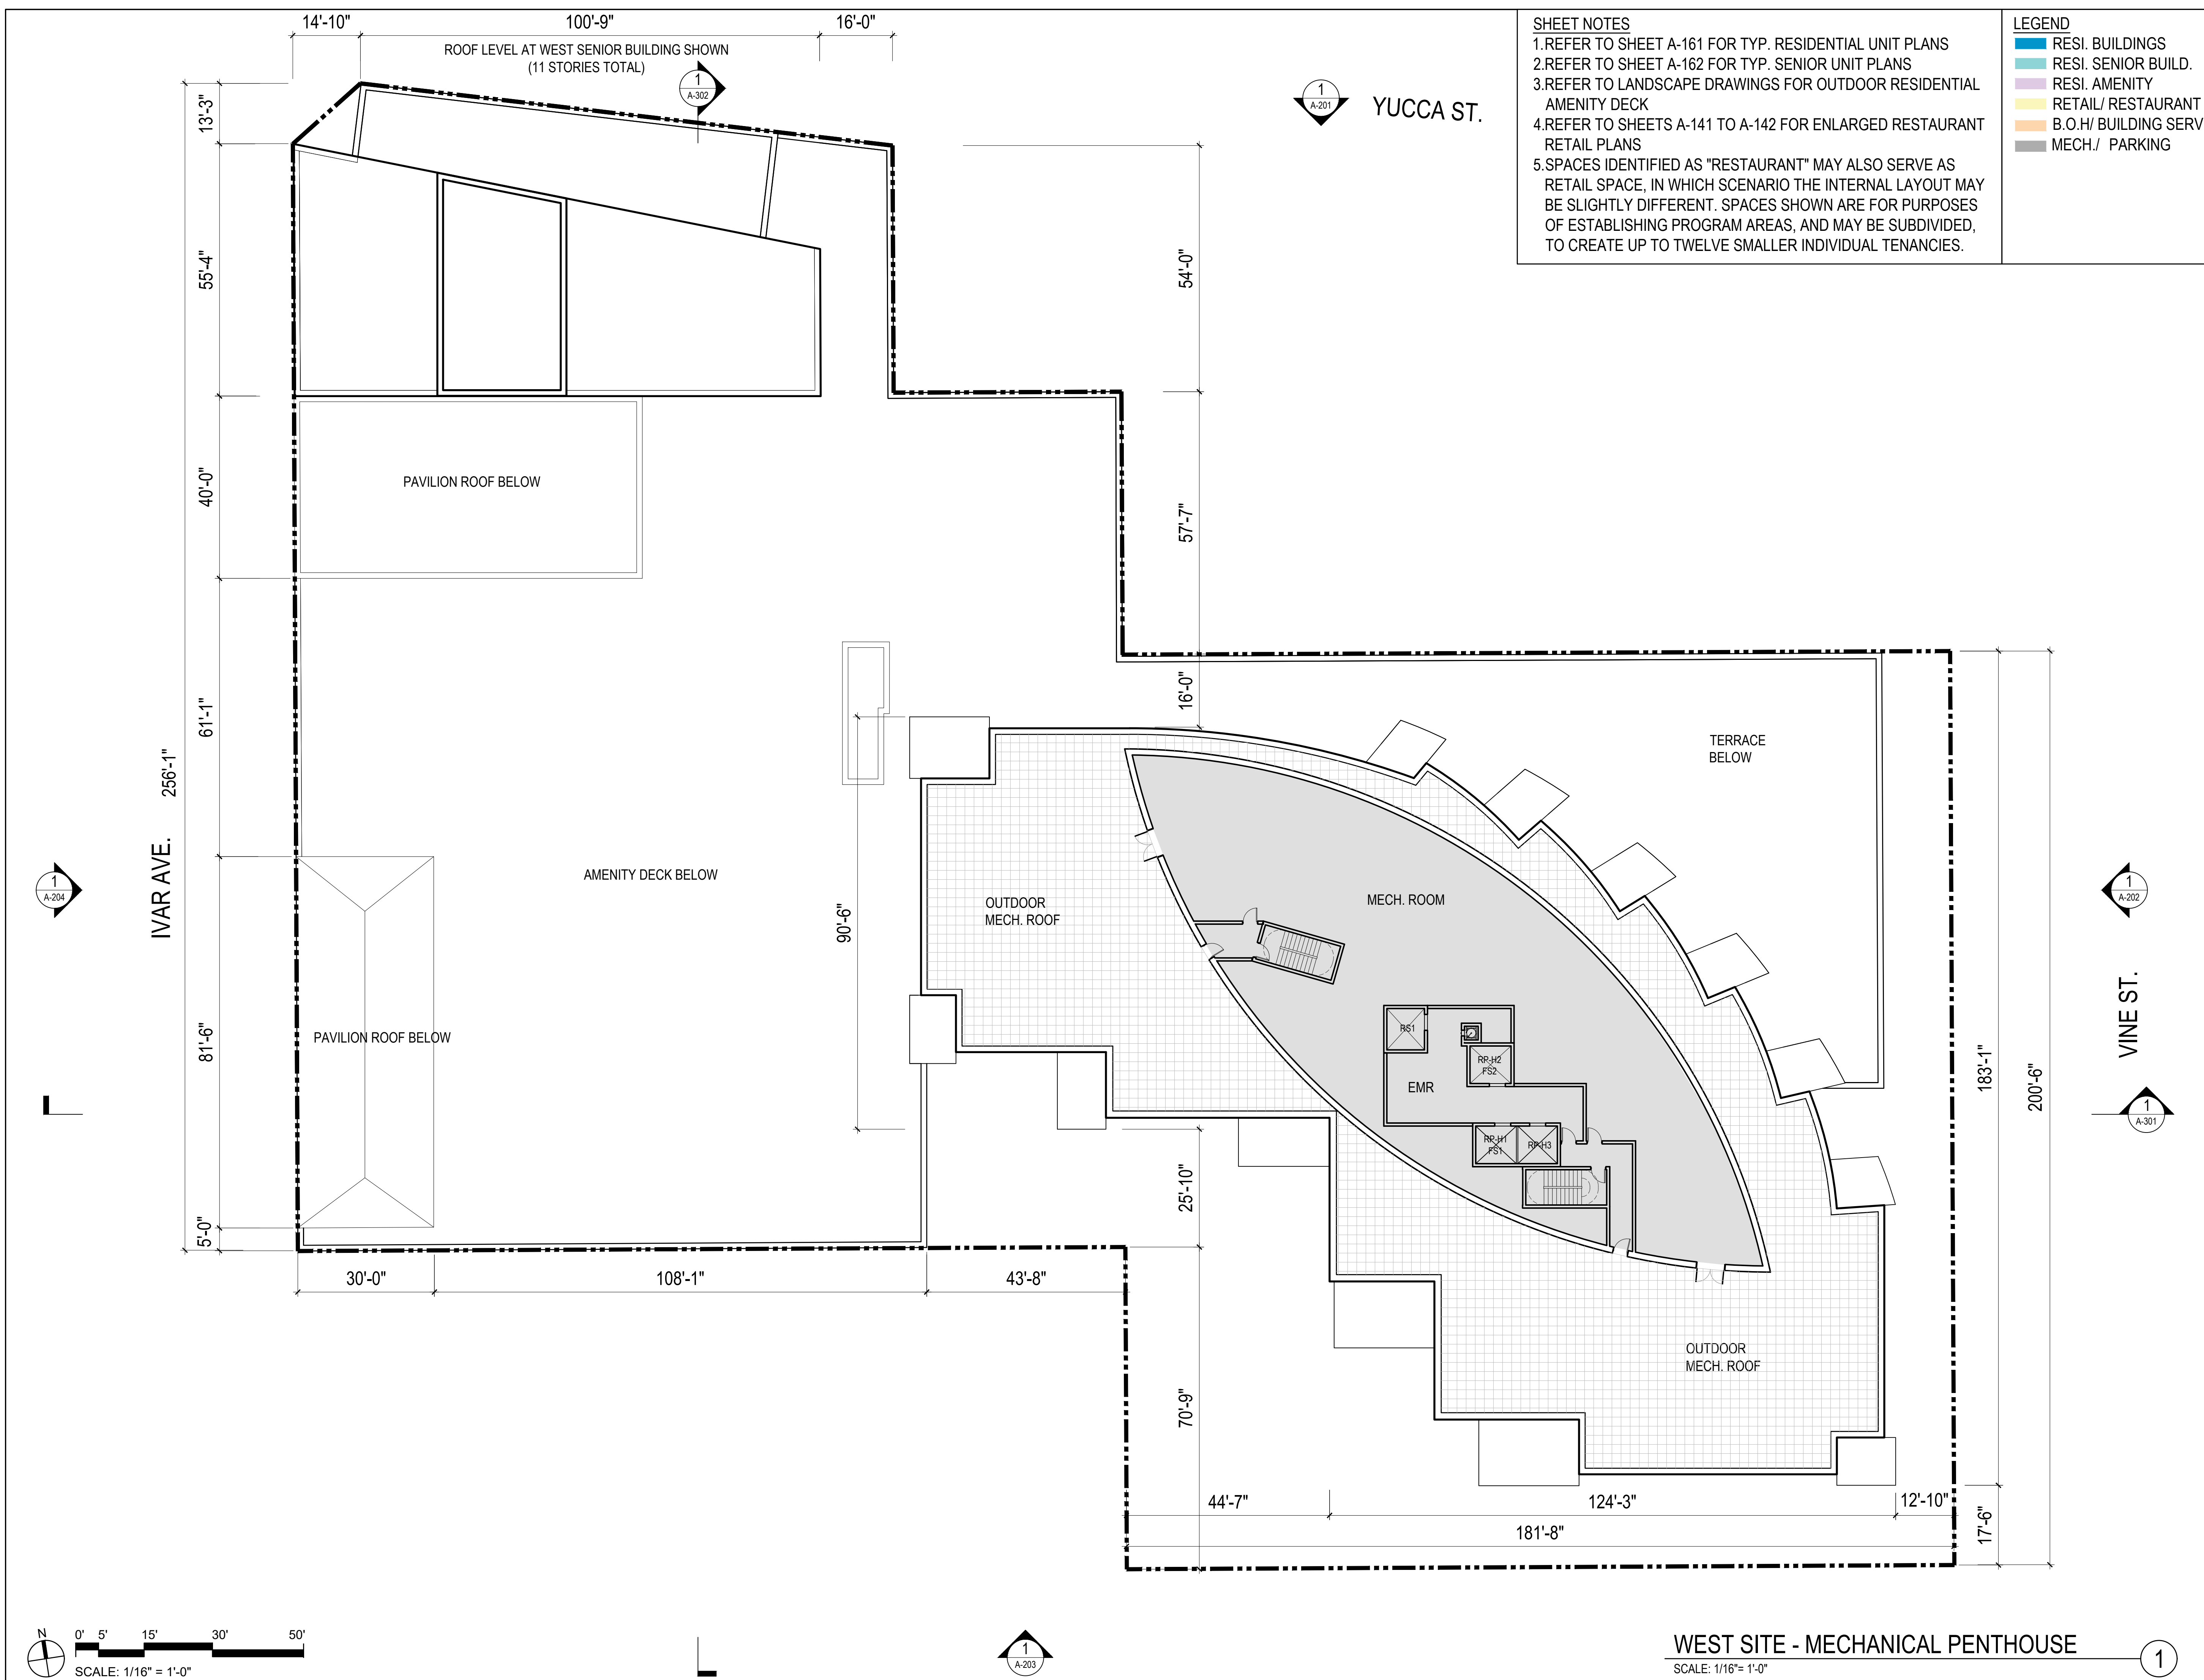 14'-10"
100'-9"
16'-0"
ROOF LEVEL AT WEST SENIOR BUILDING SHOWN
(11 STORIES TOTAL)
1
A-302
1
A-201
YUCCA ST.
SHEET NOTES
1.REFER TO SHEET A-161 FOR TYP. RESIDENTIAL UNIT PLANS
2.REFER TO SHEET A-162 FOR TYP. SENIOR UNIT PLANS
3.REFER TO LANDSCAPE DRAWINGS FOR OUTDOOR RESIDENTIAL
AMENITY DECK
4.REFER TO SHEETS A-141 TO A-142 FOR ENLARGED RESTAURANT
RETAIL PLANS
5.SPACES IDENTIFIED AS "RESTAURANT" MAY ALSO SERVE AS
RETAIL SPACE, IN WHICH SCENARIO THE INTERNAL LAYOUT MAY
BE SLIGHTLY DIFFERENT. SPACES SHOWN ARE FOR PURPOSES
OF ESTABLISHING PROGRAM AREAS, AND MAY BE SUBDIVIDED,
TO CREATE UP TO TWELVE SMALLER INDIVIDUAL TENANCIES.
LEGEND
RESI. BUILDINGS
RESI. SENIOR BUILD.
RESI. AMENITY
RETAIL/ RESTAURANT
B.O.H/ BUILDING SERV
MECH./ PARKING
13'-3"
55'-4"
40'-0"
61'-1"
256'-1"
81'-6"
5'-0"
IVAR AVE.
1
A-204
PAVILION ROOF BELOW
AMENITY DECK BELOW
PAVILION ROOF BELOW
54'-0"
57'-7"
16'-0"
90'-6"
25'-10"
70'-9"
TERRACE
BELOW
OUTDOOR
MECH. ROOF
MECH. ROOM
RS1
RP-H2
FS2
EMR
RP-H1
FS1
RP-H3
OUTDOOR
MECH. ROOF
1
A-202
VINE ST.
1
A-301
183'-1"
200'-6"
17'-6"
30'-0"
108'-1"
43'-8"
44'-7"
124'-3"
12'-10"
181'-8"
N
0' 5' 15' 30' 50'
SCALE: 1/16" = 1'-0"
1
A-203
WEST SITE - MECHANICAL PENTHOUSE
SCALE: 1/16"= 1'-0"
1